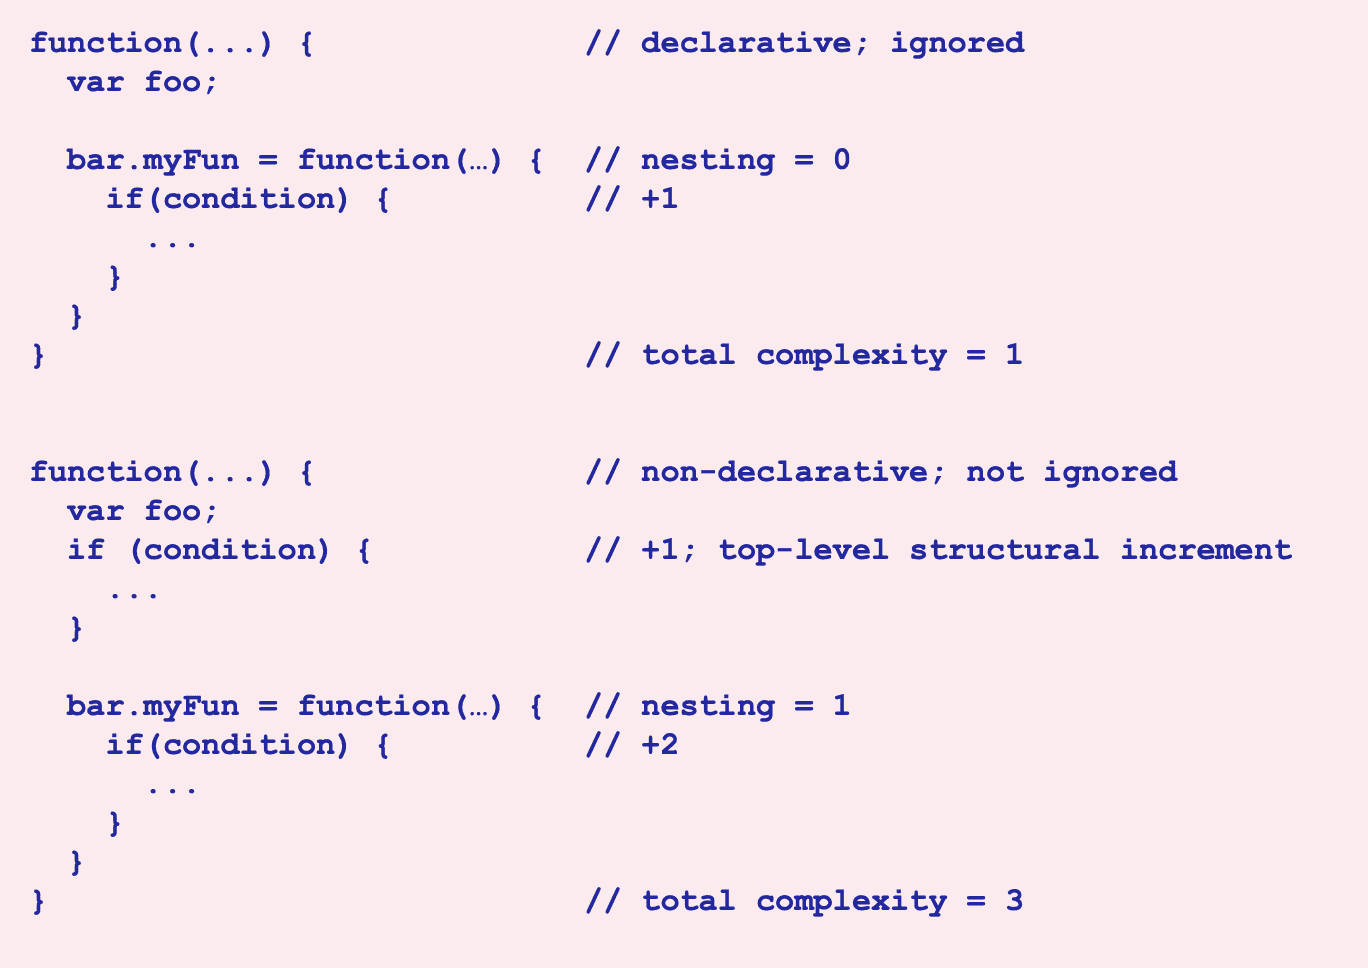 function(...) {              // declarative; ignored
  var foo;
  bar.myFun = function(…) {  // nesting = 0
    if(condition) {          // +1
      ...
    }
  }
}                            // total complexity = 1
function(...) {              // non-declarative; not ignored
  var foo;
  if (condition) {           // +1; top-level structural increment
    ...
  }
  bar.myFun = function(…) {  // nesting = 1
    if(condition) {          // +2
      ...
    }
  }
}                            // total complexity = 3